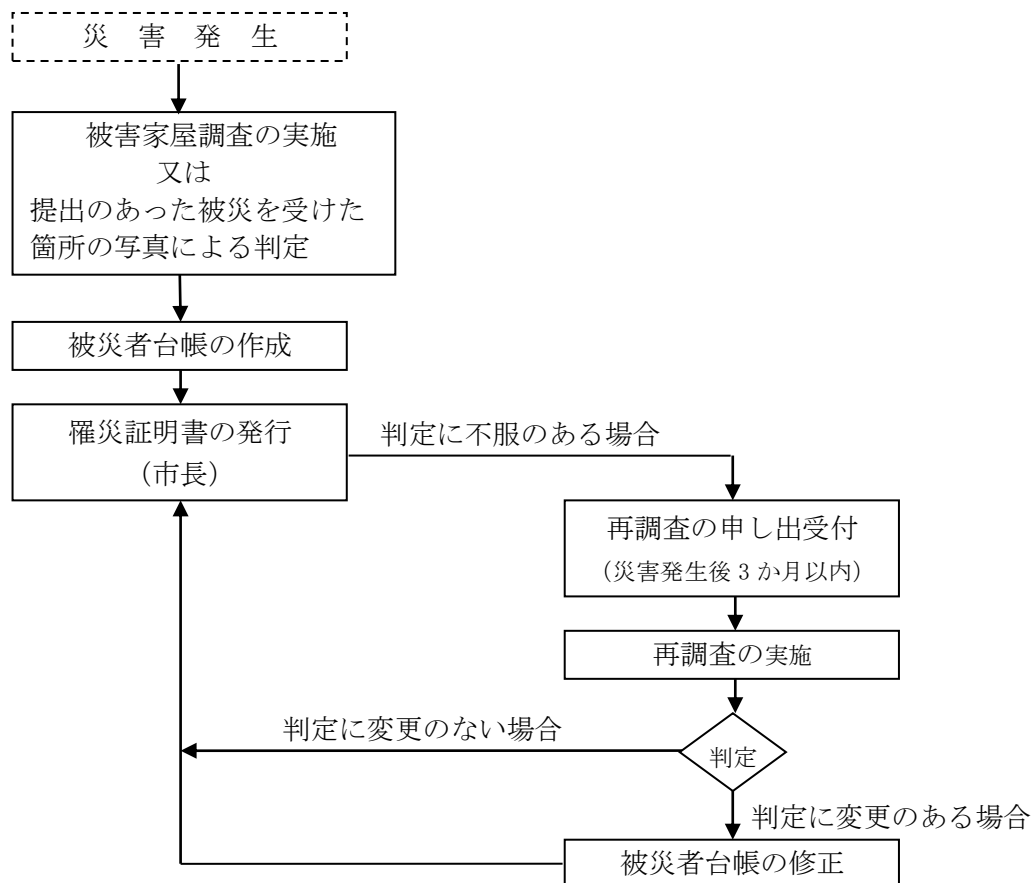 災 害 発 生
被害家屋調査の実施
又は
提出のあった被災を受けた
箇所の写真による判定
被災者台帳の作成
罹災証明書の発行
(市長)
判定に不服のある場合
再調査の申し出受付
(災害発生後3か月以内)
再調査の実施
判定に変更のない場合
判定
判定に変更のある場合
被災者台帳の修正